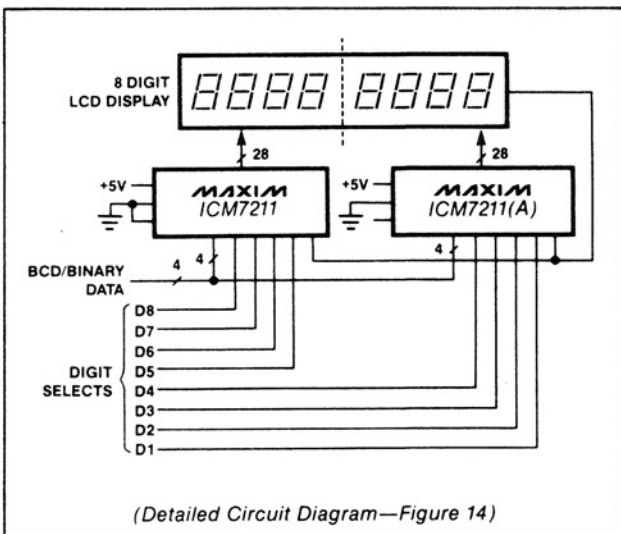 8 DIGIT
LCD DISPLAY
28
28
+5V
MAXIM
ICM7211
+5V
MAXIM
ICM7211(A)
4
4
BCD/BINARY
DATA
4
D8
D7
D6
D5
DIGIT
SELECTS
D4
D3
D2
D1
(Detailed Circuit Diagram—Figure 14)